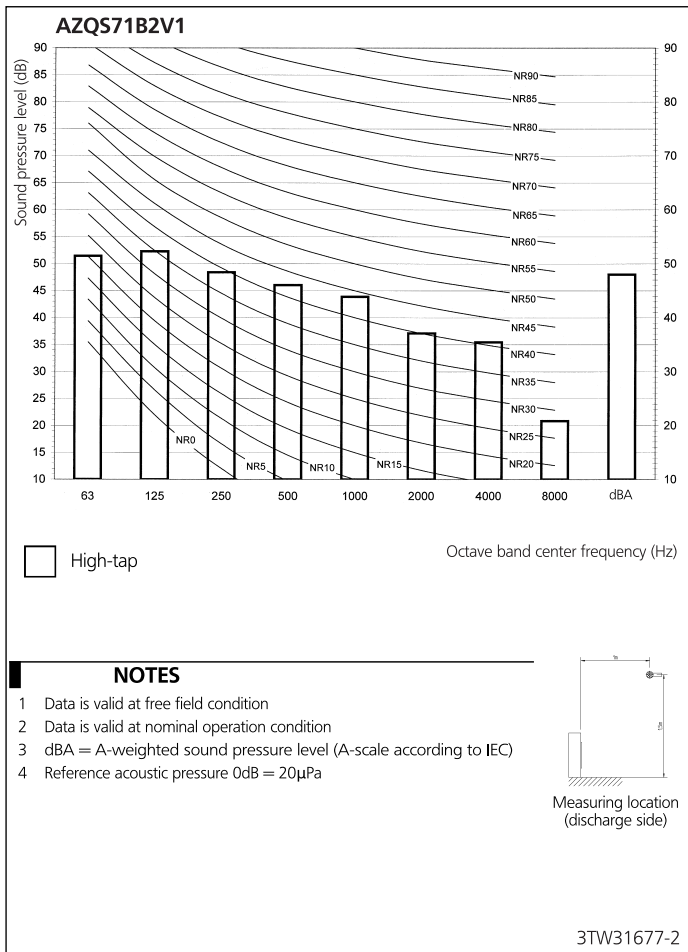 AZQS71B2V1
Sound pressure level (dB)
90 90
85
80 80
75
70 70
65
60 60
55
50 50
45
40 40
35
30 30
25
20 20
15
10 10
NR90
NR85
NR80
NR75
NR70
NR65
NR60
NR55
NR50
NR45
NR40
NR35
NR30
NR25
NR20
NR0 NR5 NR10 NR15
63 125 250 500 1000 2000 4000 8000 dBA
High-tap
Octave band center frequency (Hz)
NOTES
1 Data is valid at free field condition
2 Data is valid at nominal operation condition
3 dBA = A-weighted sound pressure level (A-scale according to IEC)
4 Reference acoustic pressure 0dB = 20μPa
Measuring location
(discharge side)
3TW31677-2